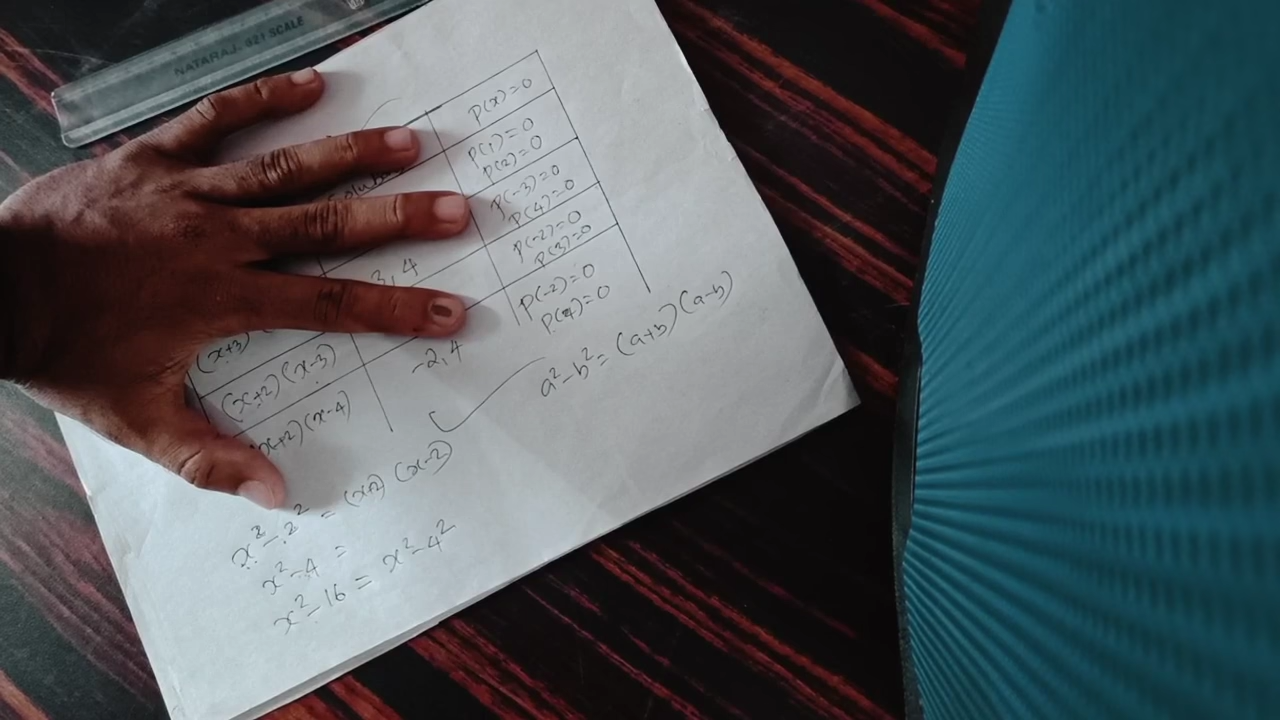 NATARAJ. 621 SCALE
P(x)=0
Solution
P(1)=0
P(2)=0
P(-3)=0
P(4)=0
3, 4
P(-2)=0
P(3)=0
(x+3)
P(-2)=0
P(4)=0
(x+2) (x-3)
-2, 4
(x+2) (x-4)
a²-b²= (a+b) (a-b)
x²-2² = (x+2) (x-2)
x²-4 =
x²-16 = x²-4²